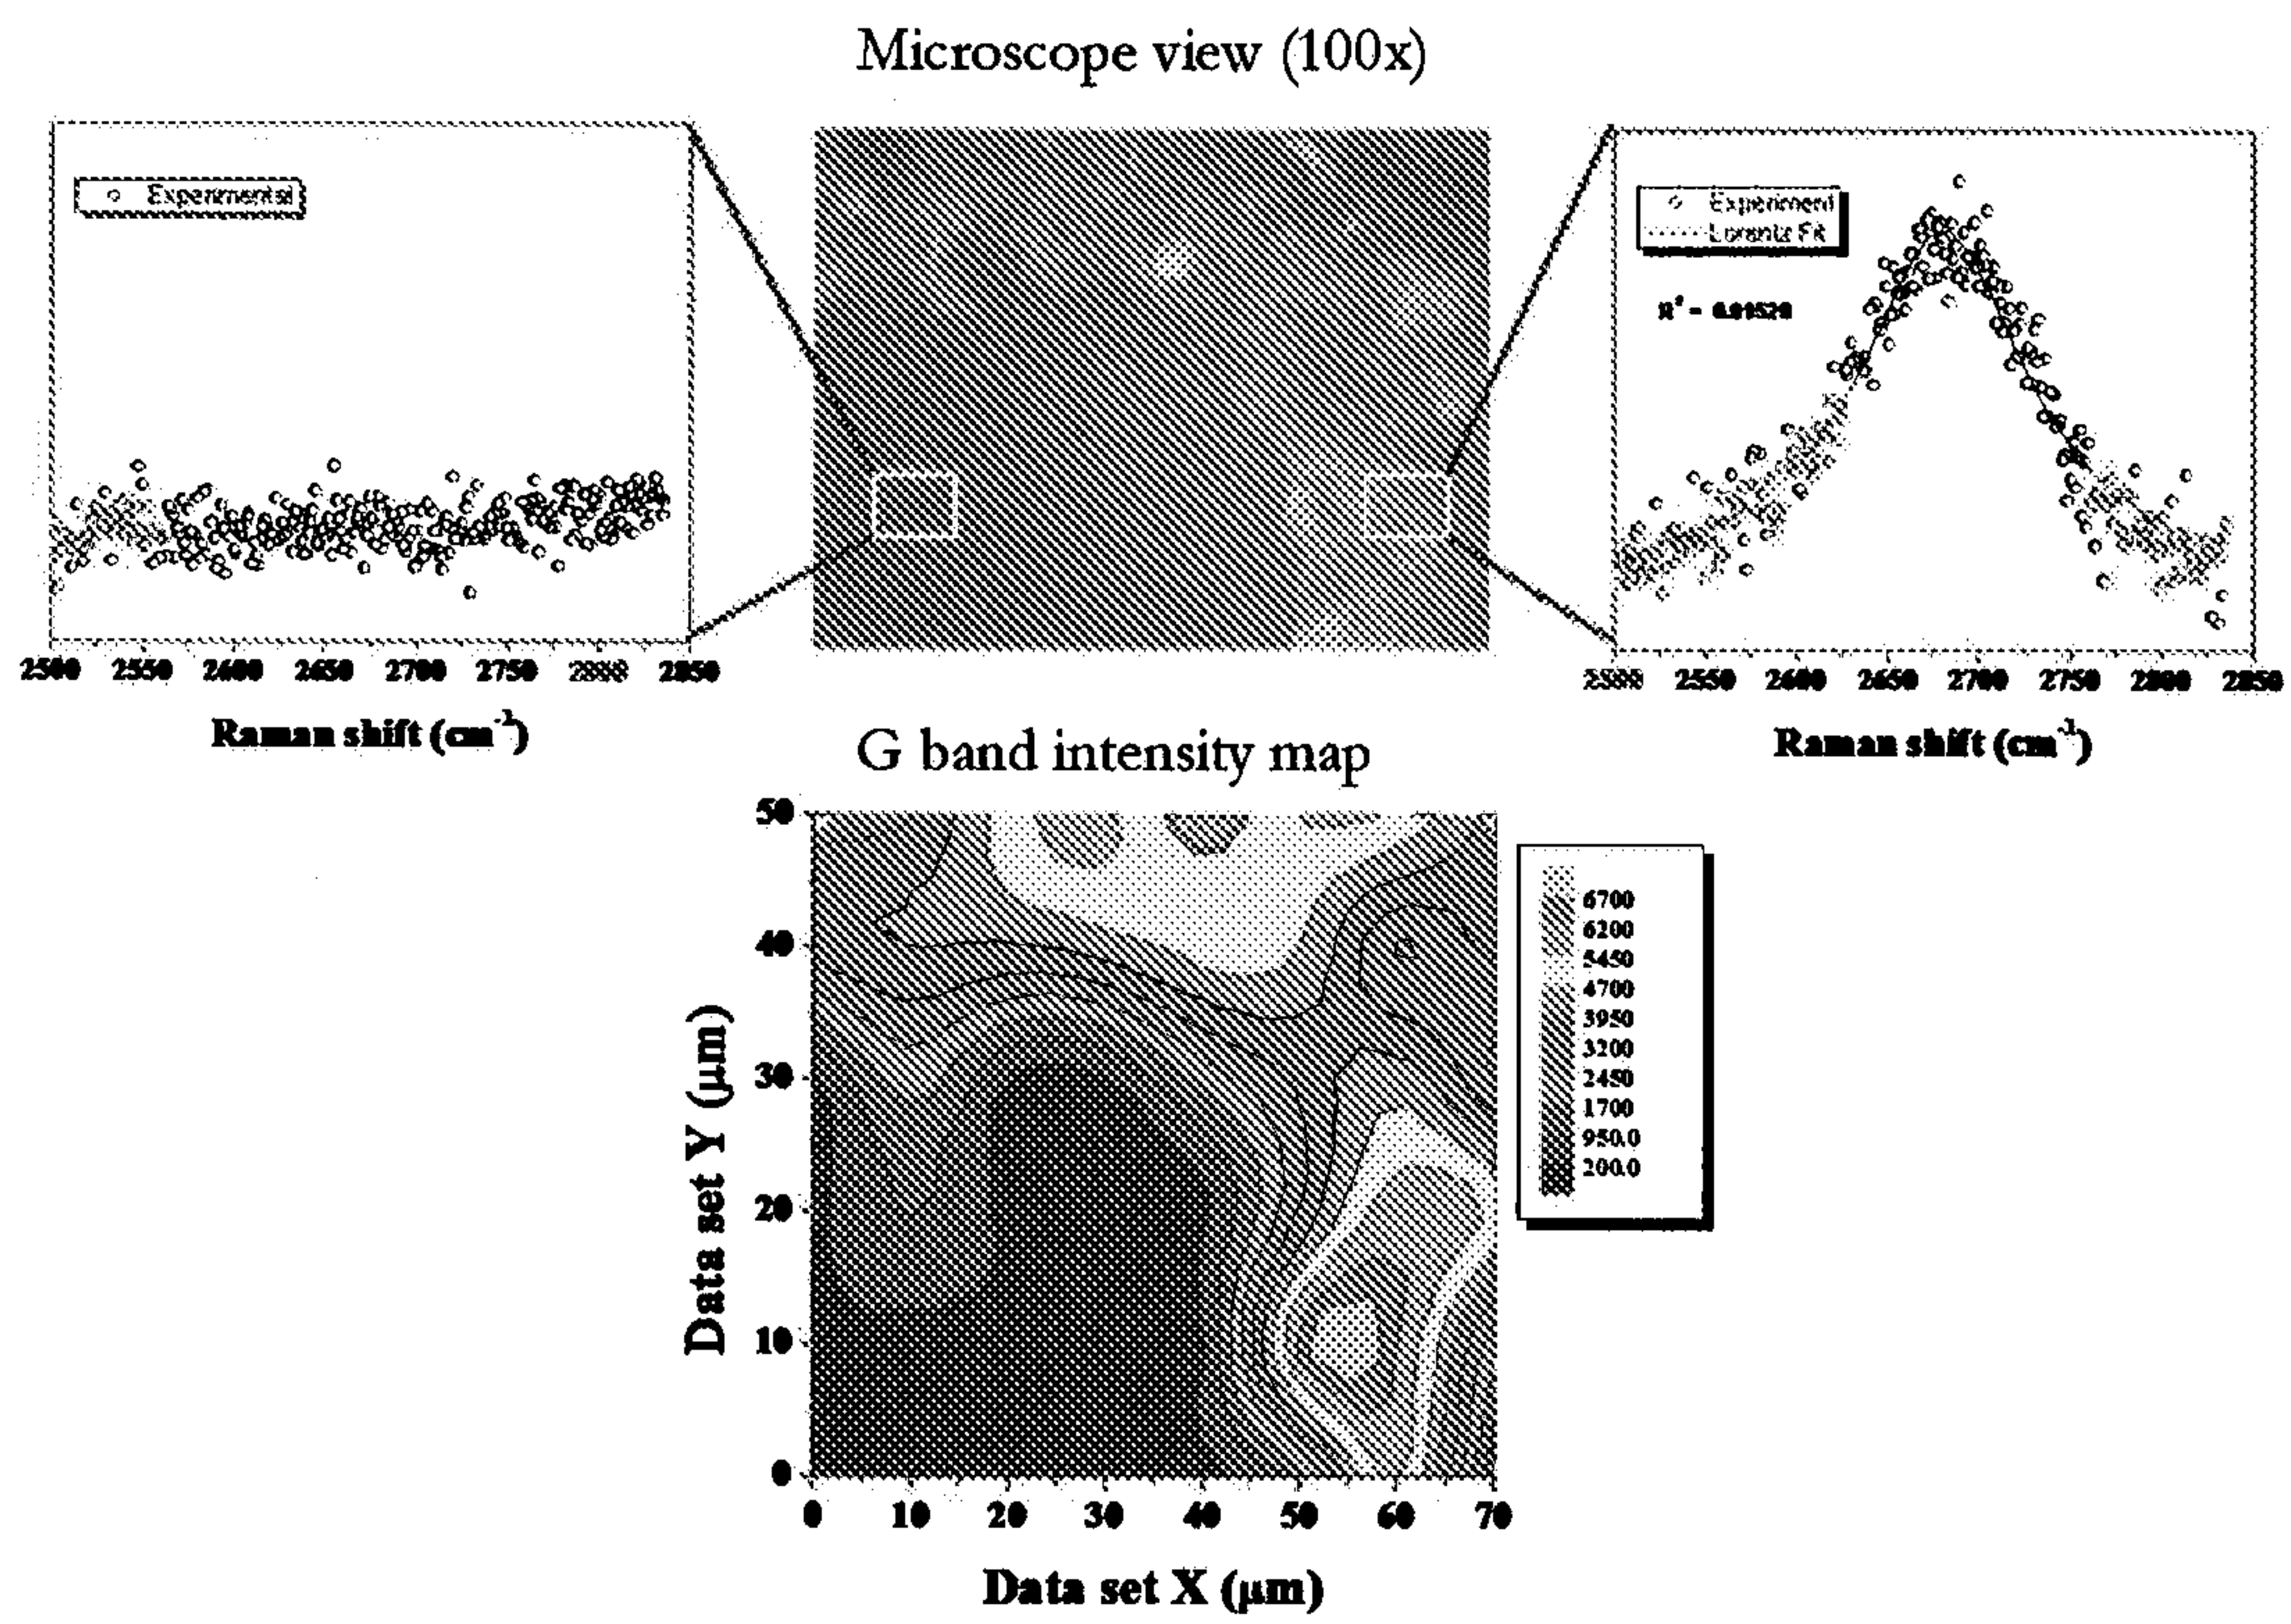 Microscope view (100x)
Experimental
2500 2550 2600 2650 2700 2750 2850
Raman shift (cm⁻¹)
Experiment
Lorentz Fit
R² =
2550 2600 2650 2700 2750 2800 2850
Raman shift (cm⁻¹)
G band intensity map
50
40
30
20
10
0
Data set Y (μm)
0 10 20 30 40 50 60 70
Data set X (μm)
6700
6200
5450
4700
3950
3200
2450
1700
950.0
200.0